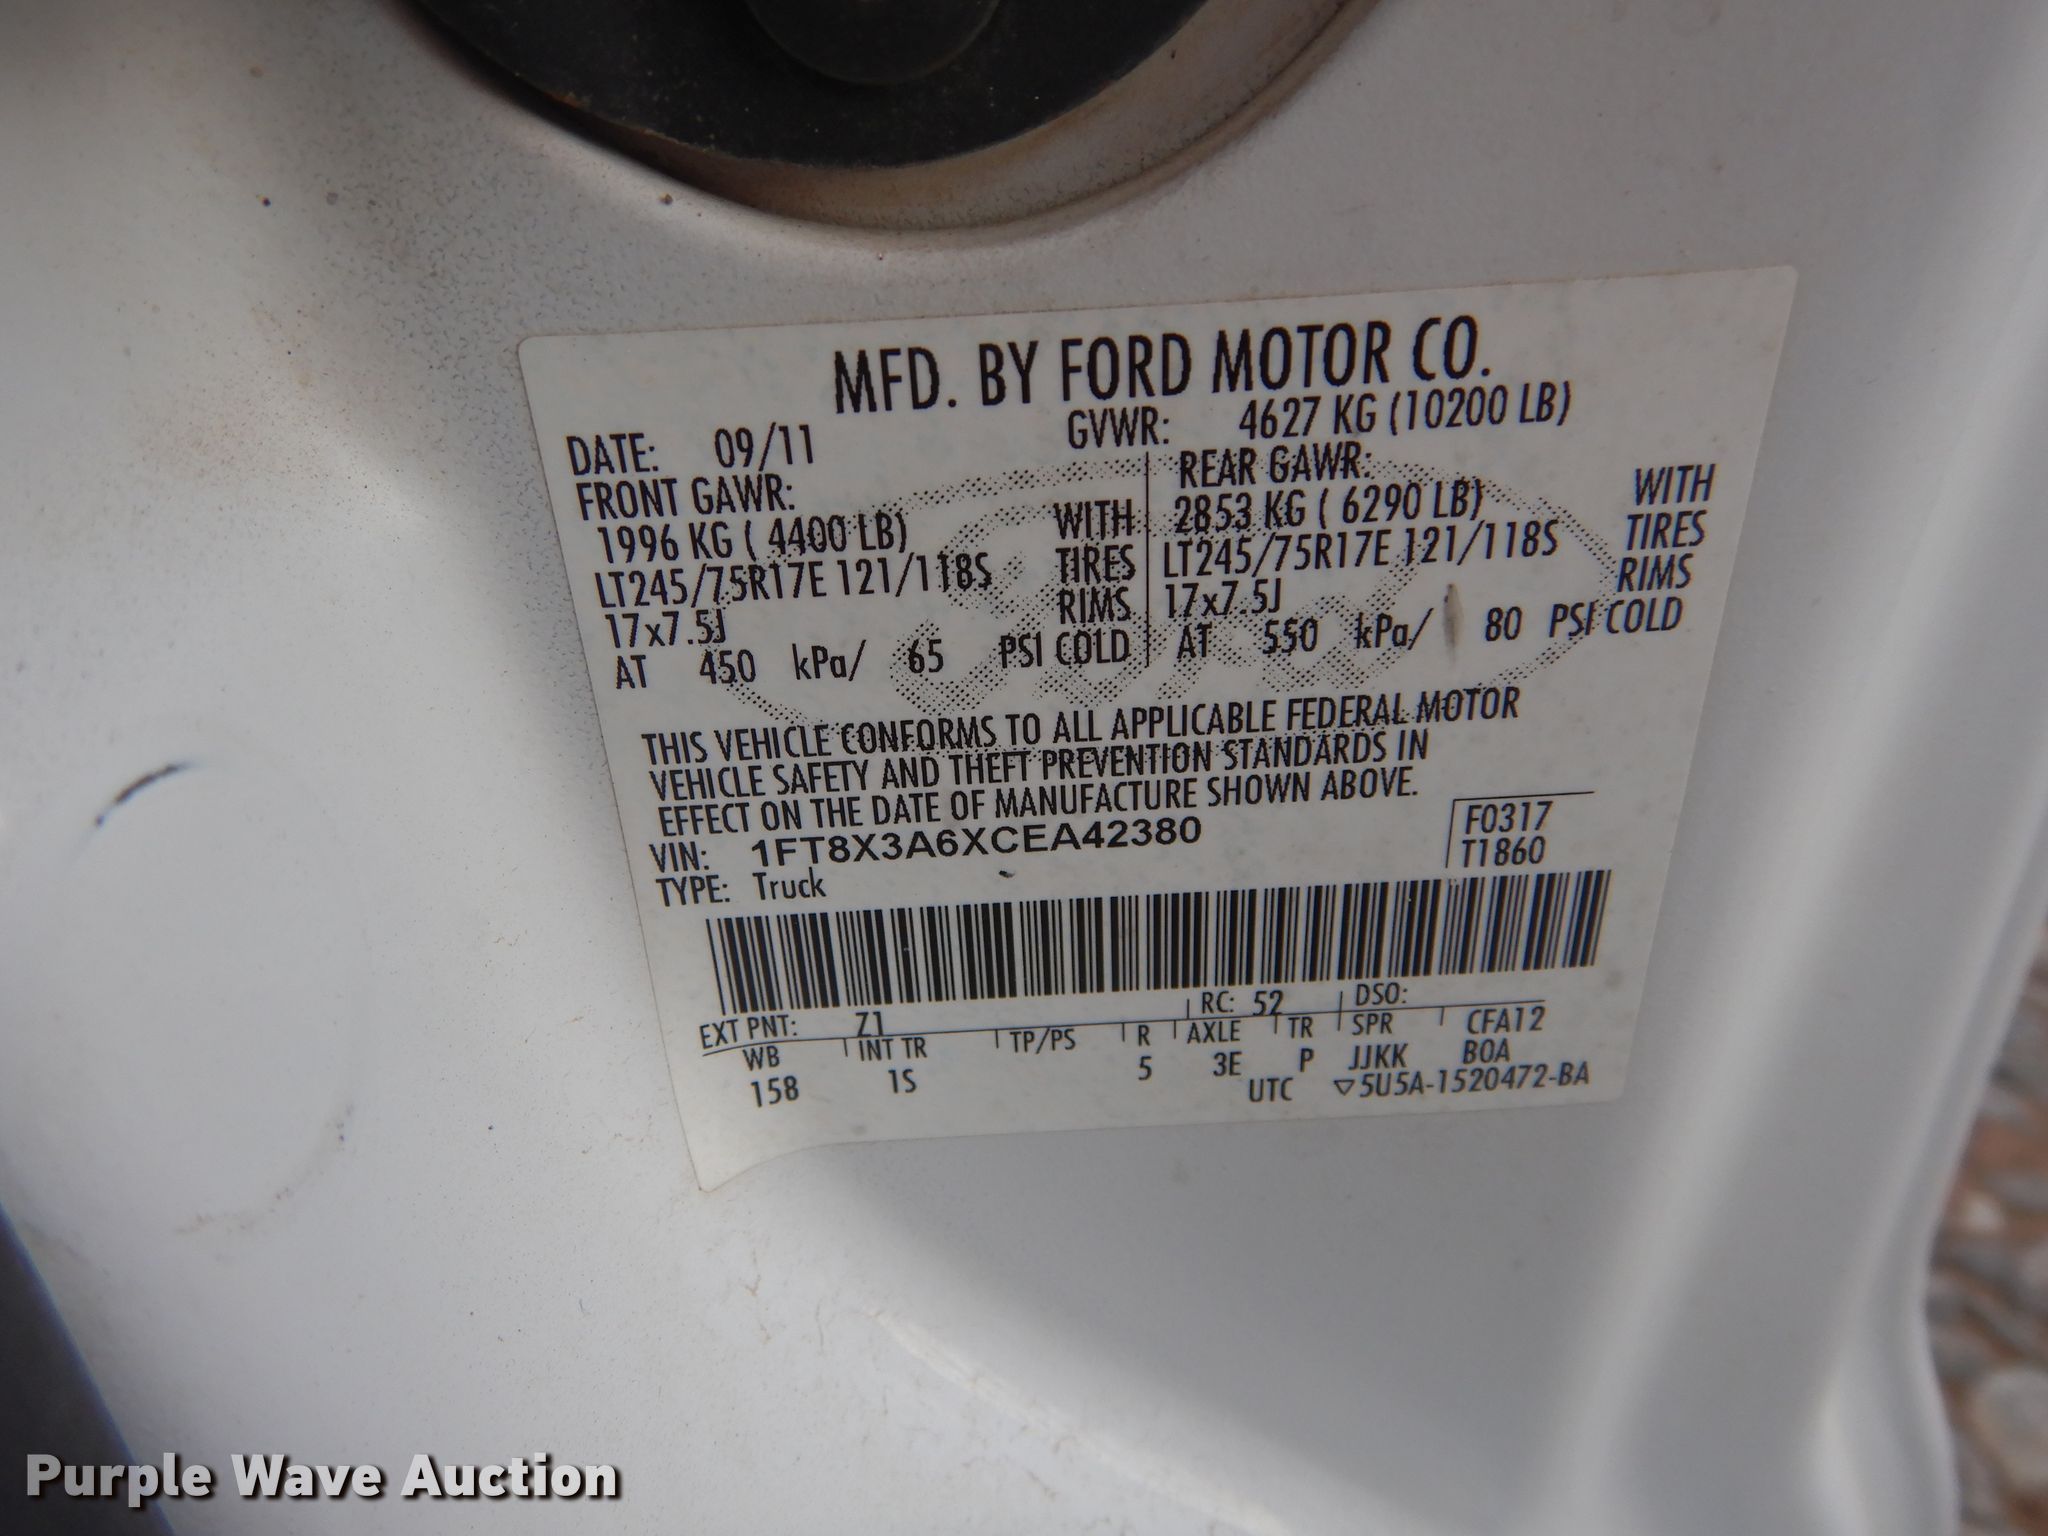 MFD. BY FORD MOTOR CO.
DATE: 09/11 GVWR: 4627 KG (10200 LB)
FRONT GAWR: REAR GAWR:
1996 KG ( 4400 LB) WITH 2853 KG ( 6290 LB) WITH
LT245/75R17E 121/118S TIRES LT245/75R17E 121/118S TIRES
17x7.5J RIMS 17x7.5J RIMS
AT 450 kPa/ 65 PSI COLD AT 550 kPa/ 80 PSI COLD
THIS VEHICLE CONFORMS TO ALL APPLICABLE FEDERAL MOTOR
VEHICLE SAFETY AND THEFT PREVENTION STANDARDS IN
EFFECT ON THE DATE OF MANUFACTURE SHOWN ABOVE.
VIN: 1FT8X3A6XCEA42380 F0317
TYPE: Truck T1860
EXT PNT: Z1 RC: 52 DSO:
WB INT TR TP/PS R AXLE TR SPR CFA12
158 1S 5 3E P JJKK BOA
UTC ▽5U5A-1520472-BA
Purple Wave Auction